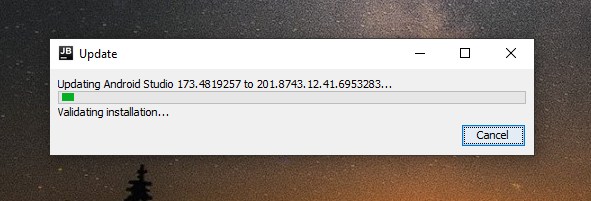 JB
Update
Updating Android Studio 173.4819257 to 201.8743.12.41.6953283...
Validating installation...
Cancel